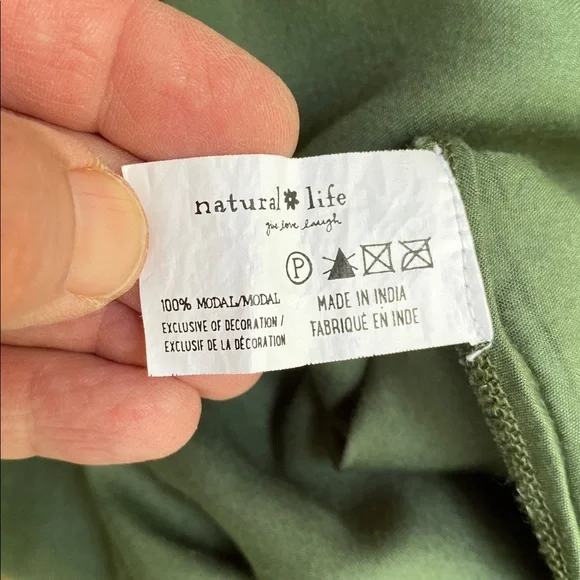 natural life
give love laugh
P
100% MODAL/MODAL
EXCLUSIVE OF DECORATION /
EXCLUSIF DE LA DÉCORATION
MADE IN INDIA
FABRIQUÉ EN INDE